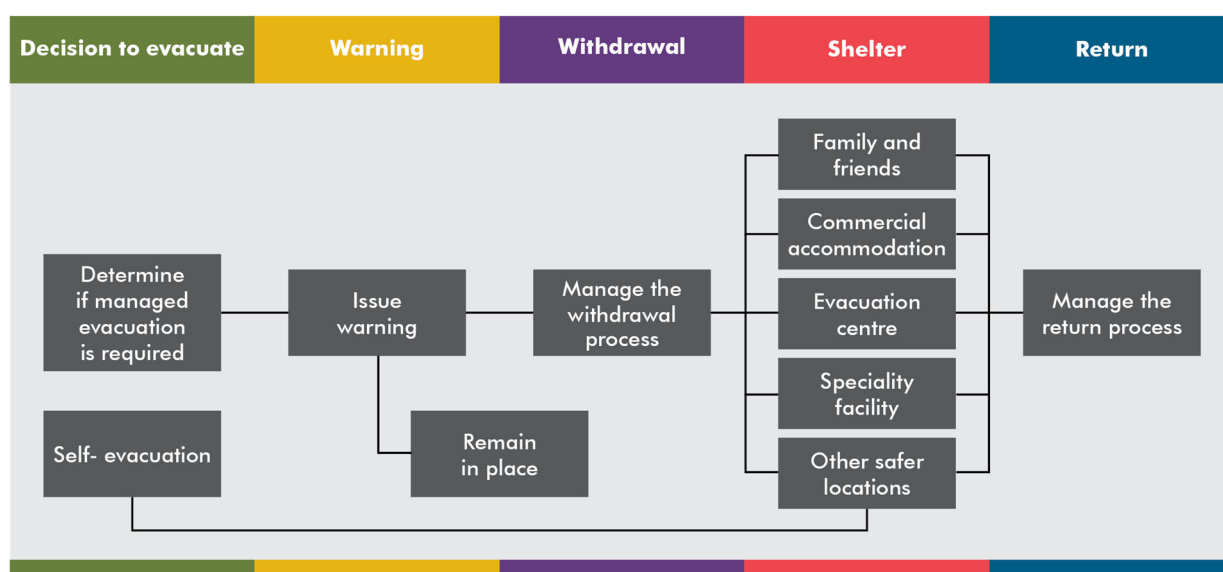 Decision to evacuate
Warning
Withdrawal
Shelter
Return
Determine
if managed
evacuation
is required
Self- evacuation
Issue
warning
Remain
in place
Manage the
withdrawal
process
Family and
friends
Commercial
accommodation
Evacuation
centre
Speciality
facility
Other safer
locations
Manage the
return process